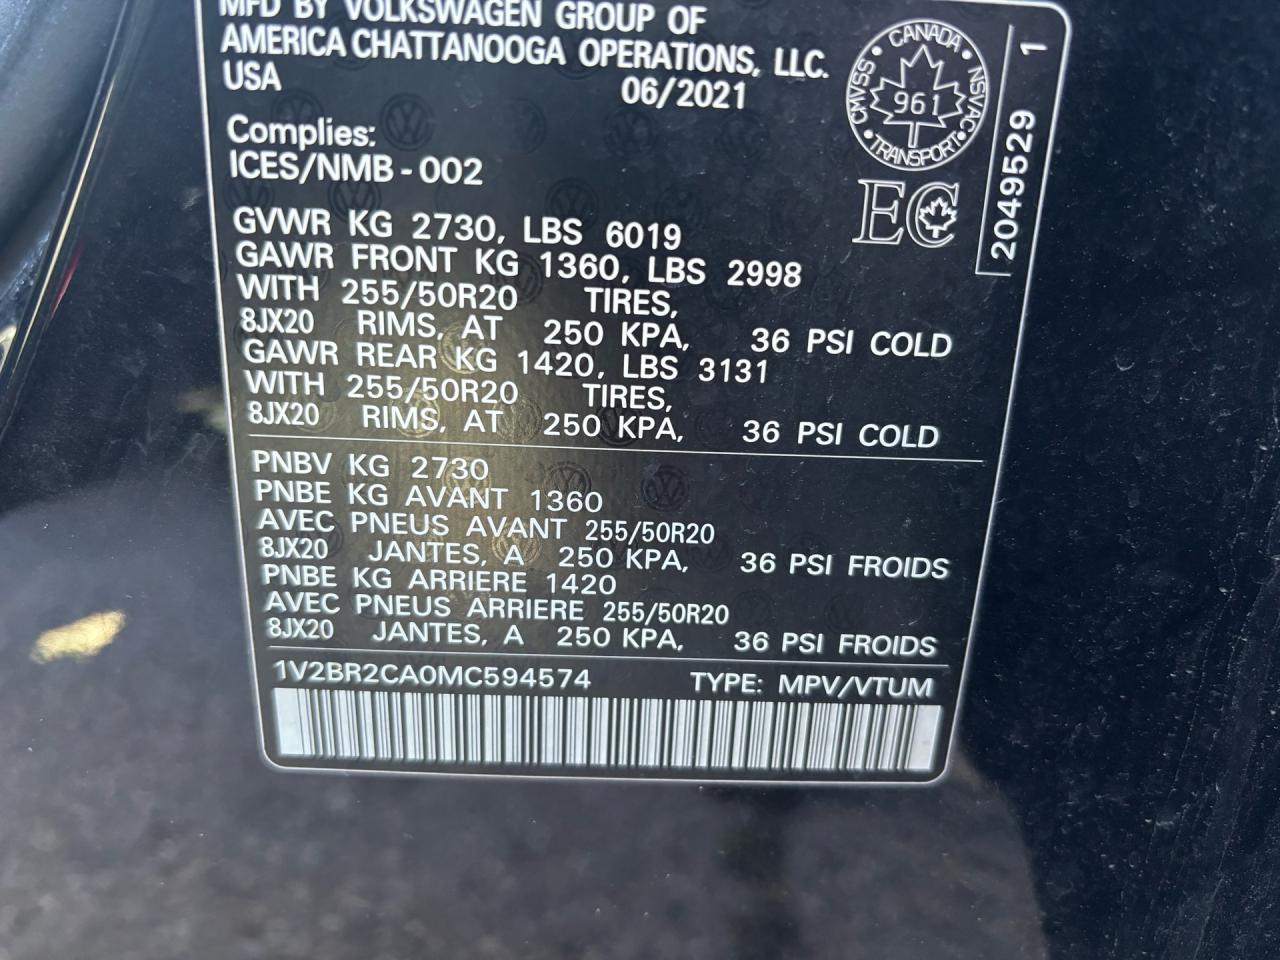 MFD BY VOLKSWAGEN GROUP OF
AMERICA CHATTANOOGA OPERATIONS, LLC.
USA 06/2021
CANADA
CMVSS 961 NSVAC
TRANSPORT
2049529 1
Complies:
ICES/NMB-002
EC
GVWR KG 2730, LBS 6019
GAWR FRONT KG 1360, LBS 2998
WITH 255/50R20 TIRES,
8JX20 RIMS, AT 250 KPA, 36 PSI COLD
GAWR REAR KG 1420, LBS 3131
WITH 255/50R20 TIRES,
8JX20 RIMS, AT 250 KPA, 36 PSI COLD
PNBV KG 2730
PNBE KG AVANT 1360
AVEC PNEUS AVANT 255/50R20
8JX20 JANTES, A 250 KPA, 36 PSI FROIDS
PNBE KG ARRIERE 1420
AVEC PNEUS ARRIERE 255/50R20
8JX20 JANTES, A 250 KPA, 36 PSI FROIDS
1V2BR2CA0MC594574 TYPE: MPV/VTUM